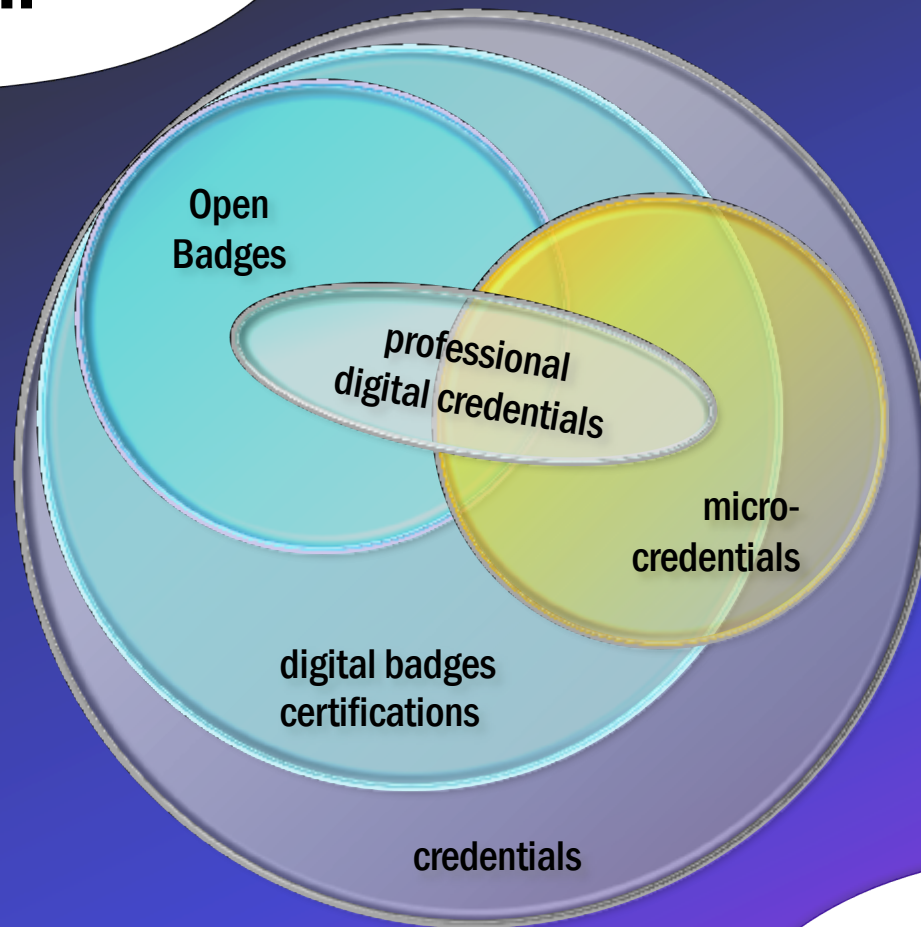 Open
Badges
professional
digital credentials
micro-
credentials
digital badges
certifications
credentials